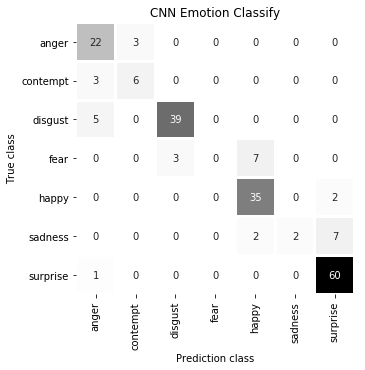 CNN Emotion Classify
anger 22 3 0 0 0 0 0
contempt 3 6 0 0 0 0 0
disgust 5 0 39 0 0 0 0
fear 0 0 3 0 7 0 0
happy 0 0 0 0 35 0 2
sadness 0 0 0 0 2 2 7
surprise 1 0 0 0 0 0 60
True class
anger contempt disgust fear happy sadness surprise
Prediction class